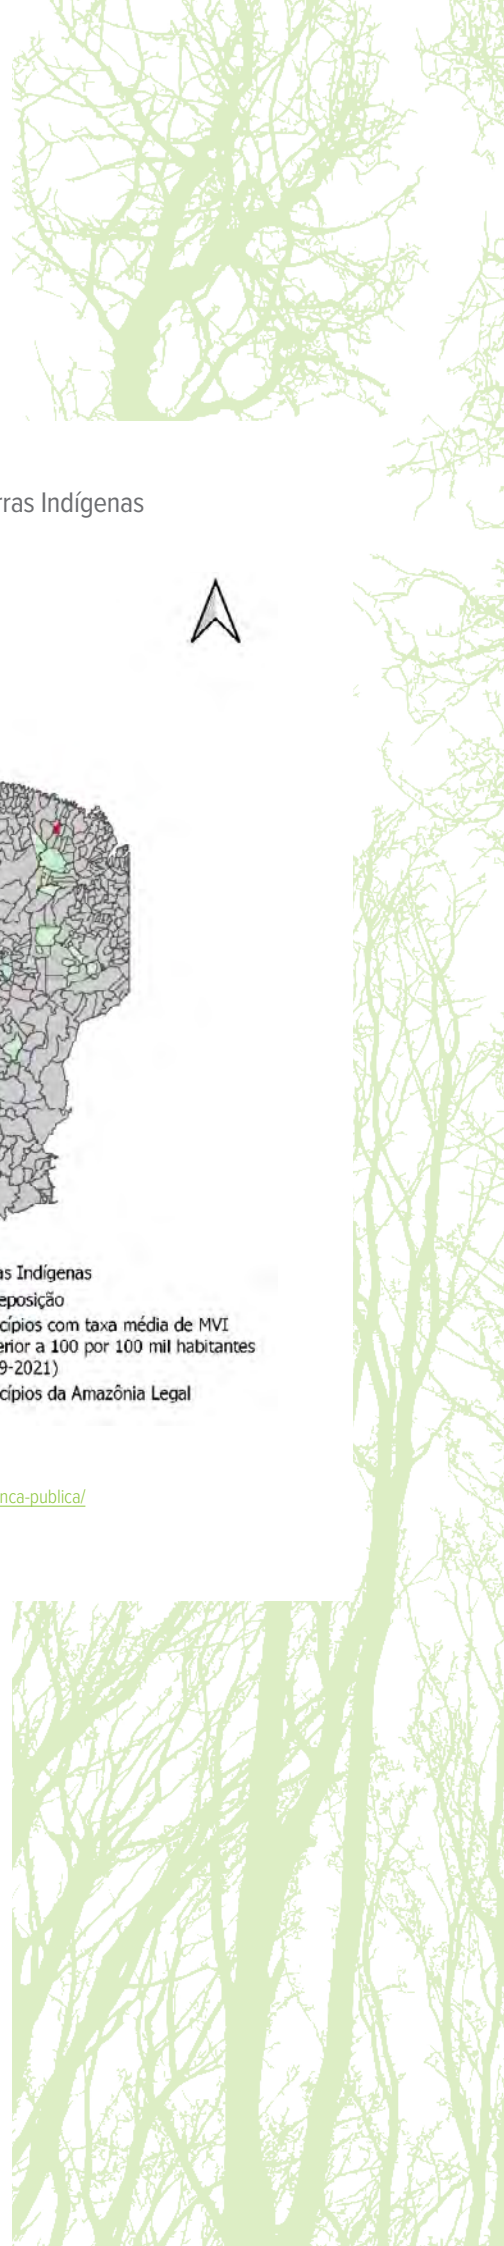 rras Indígenas
as Indígenas
eposição
cípios com taxa média de MVI
erior a 100 por 100 mil habitantes
9-2021)
cípios da Amazônia Legal
nca-publica/